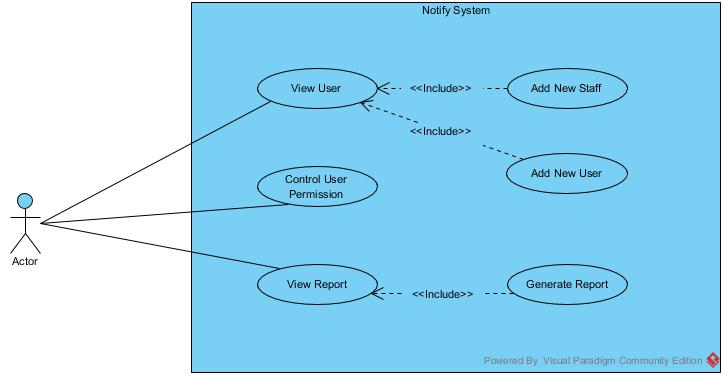 Notify System
View User
<<Include>>
Add New Staff
<<Include>>
Control User
Permission
Add New User
Actor
View Report
<<Include>>
Generate Report
Powered By Visual Paradigm Community Edition